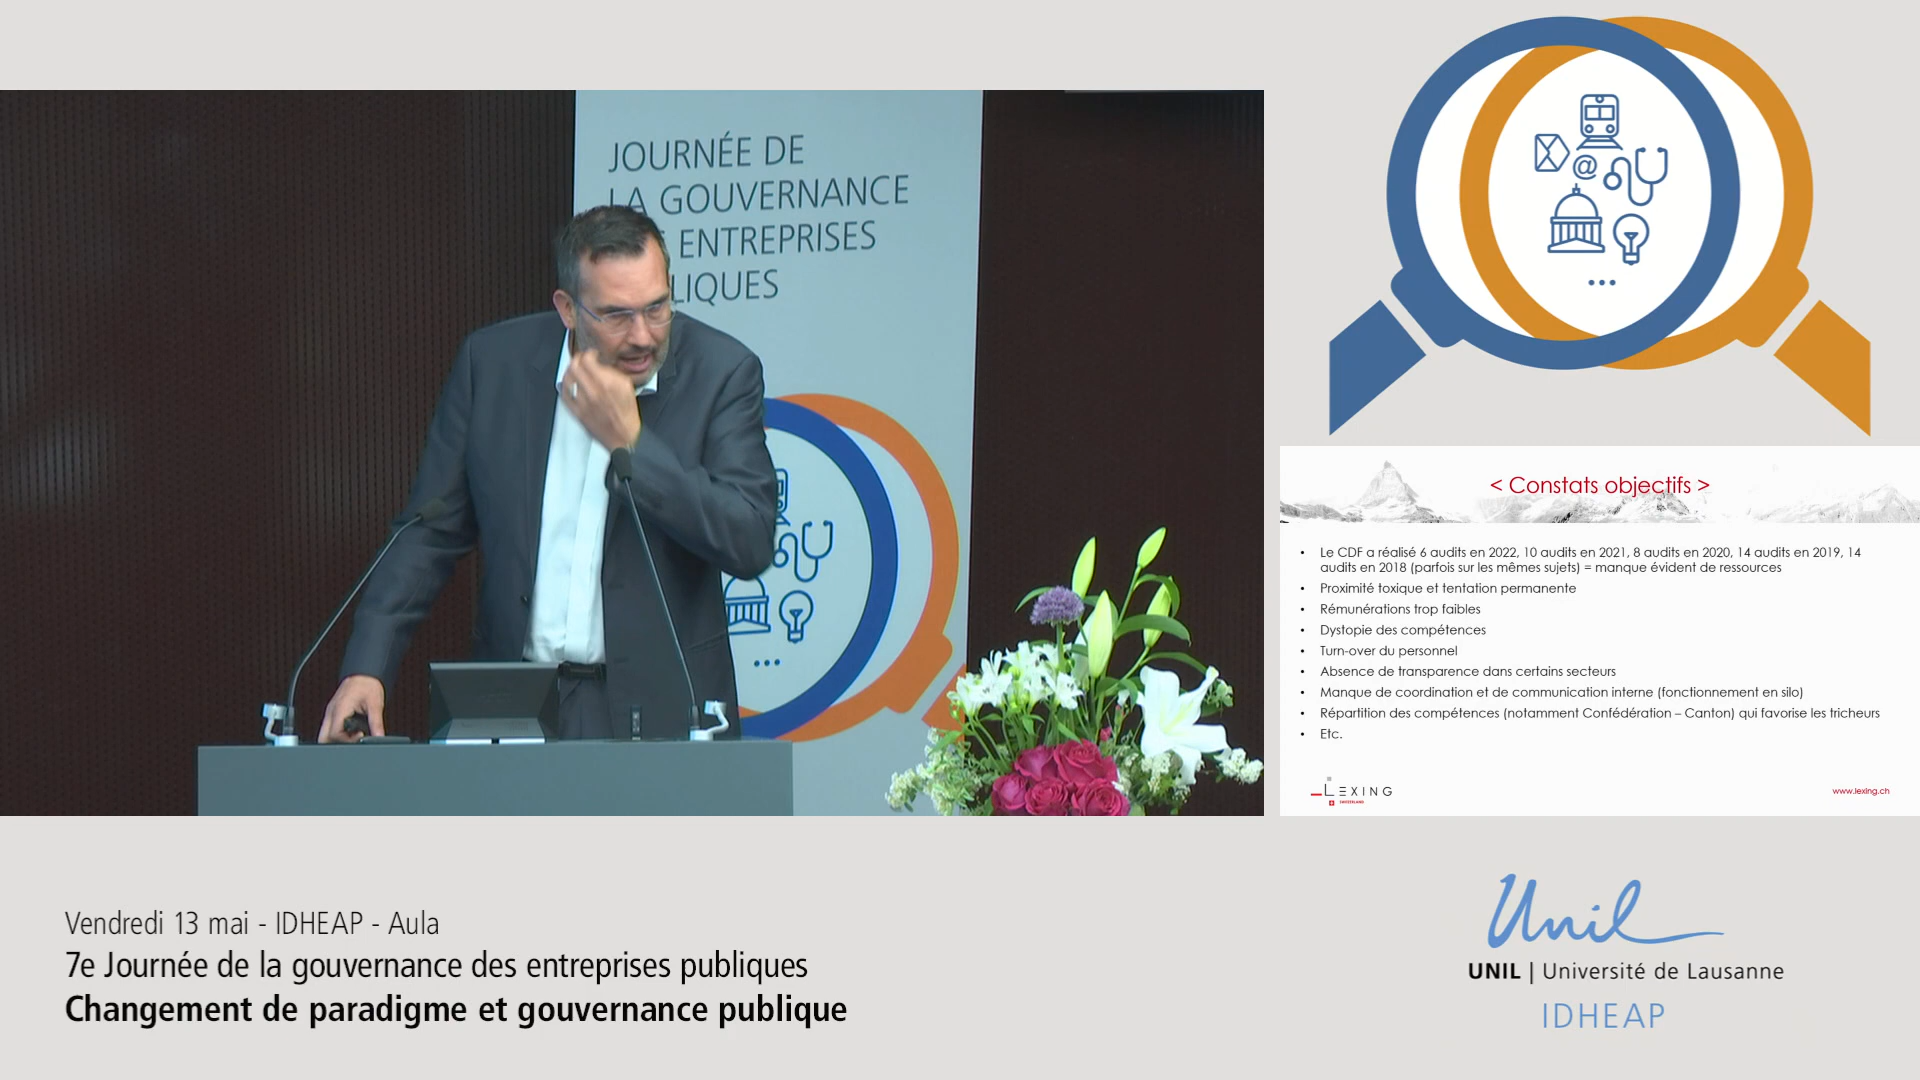 JOURNÉE DE
LA GOUVERNANCE
ENTREPRISES
LIQUES
@
< Constats objectifs >
• Le CDF a réalisé 6 audits en 2022, 10 audits en 2021, 8 audits en 2020, 14 audits en 2019, 14
audits en 2018 (parfois sur les mêmes sujets) = manque évident de ressources
• Proximité toxique et tentation permanente
• Rémunérations trop faibles
• Dystopie des compétences
• Turn-over du personnel
• Absence de transparence dans certains secteurs
• Manque de coordination et de communication interne (fonctionnement en silo)
• Répartition des compétences (notamment Confédération – Canton) qui favorise les tricheurs
• Etc.
LEXING
SWITZERLAND
www.lexing.ch
Vendredi 13 mai - IDHEAP - Aula
7e Journée de la gouvernance des entreprises publiques
Changement de paradigme et gouvernance publique
Unil
UNIL | Université de Lausanne
IDHEAP